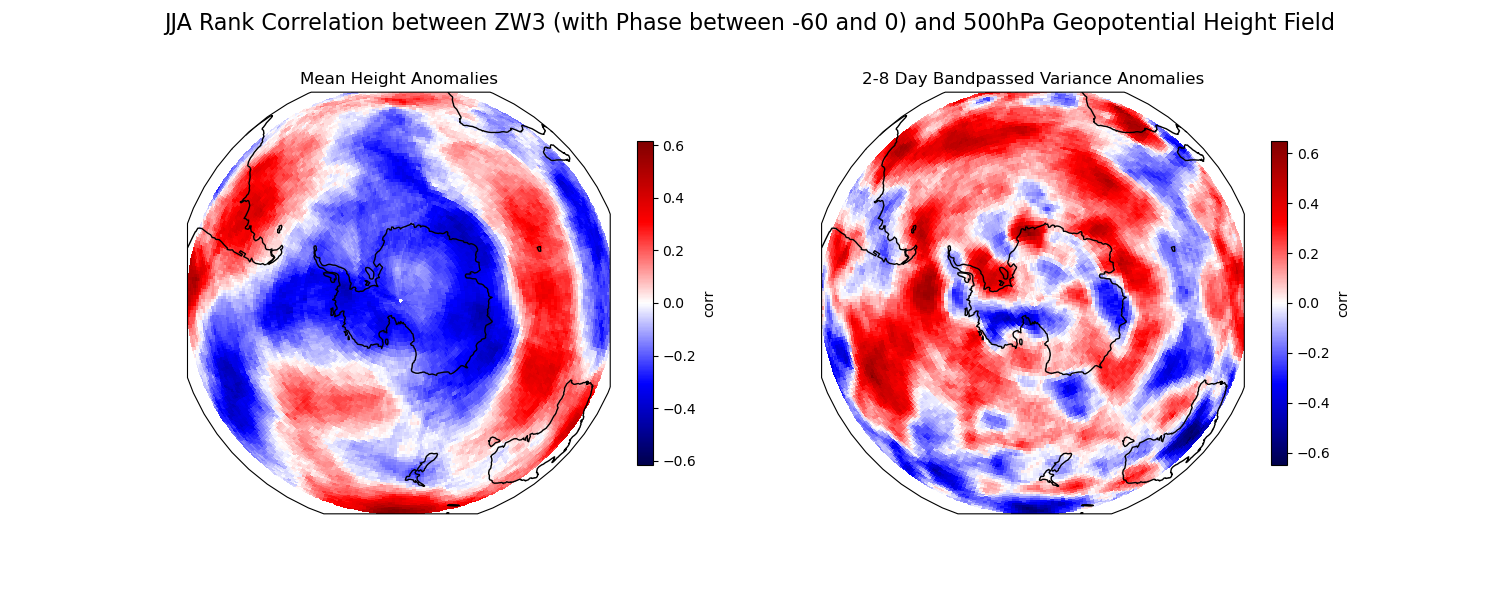 JJA Rank Correlation between ZW3 (with Phase between -60 and 0) and 500hPa Geopotential Height Field
Mean Height Anomalies
0.6
0.4
0.2
0.0
−0.2
−0.4
−0.6
corr
2-8 Day Bandpassed Variance Anomalies
0.6
0.4
0.2
0.0
−0.2
−0.4
−0.6
corr